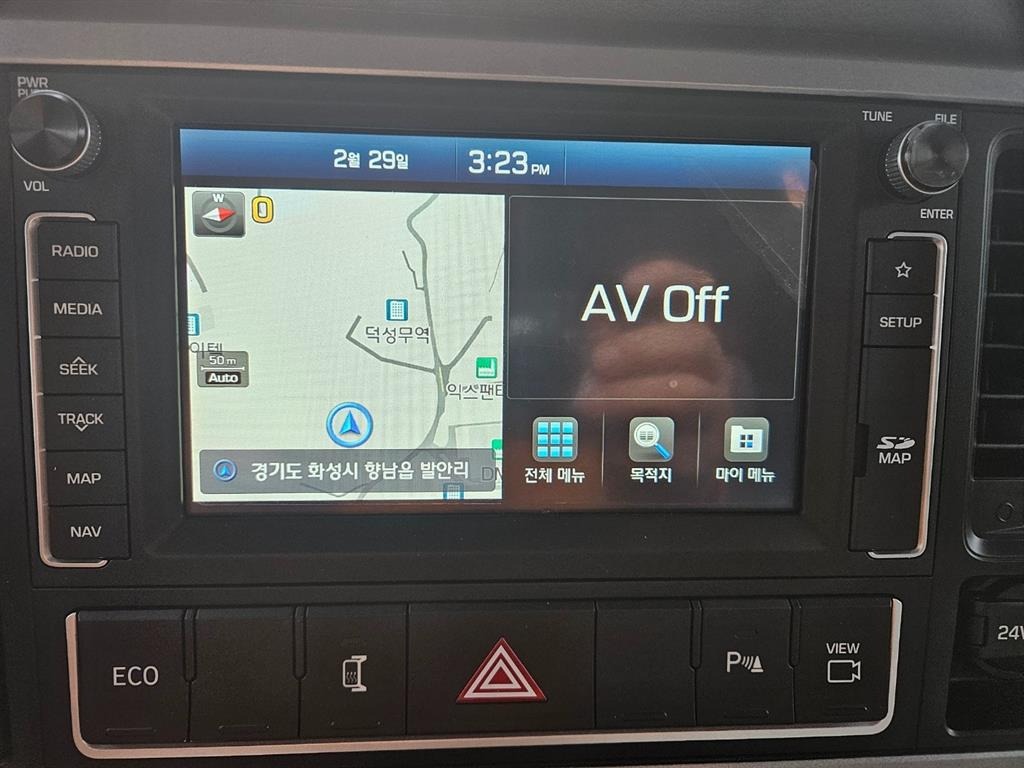 PWR
VOL
TUNE
FILE
ENTER
2월 29일
3:23 PM
W
0
덕성무역
50 m
Auto
익스팬
경기도 화성시 향남읍 발안리
AV Off
전체 메뉴
목적지
마이 메뉴
RADIO
MEDIA
SEEK
TRACK
MAP
NAV
SETUP
MAP
ECO
P
VIEW
24V